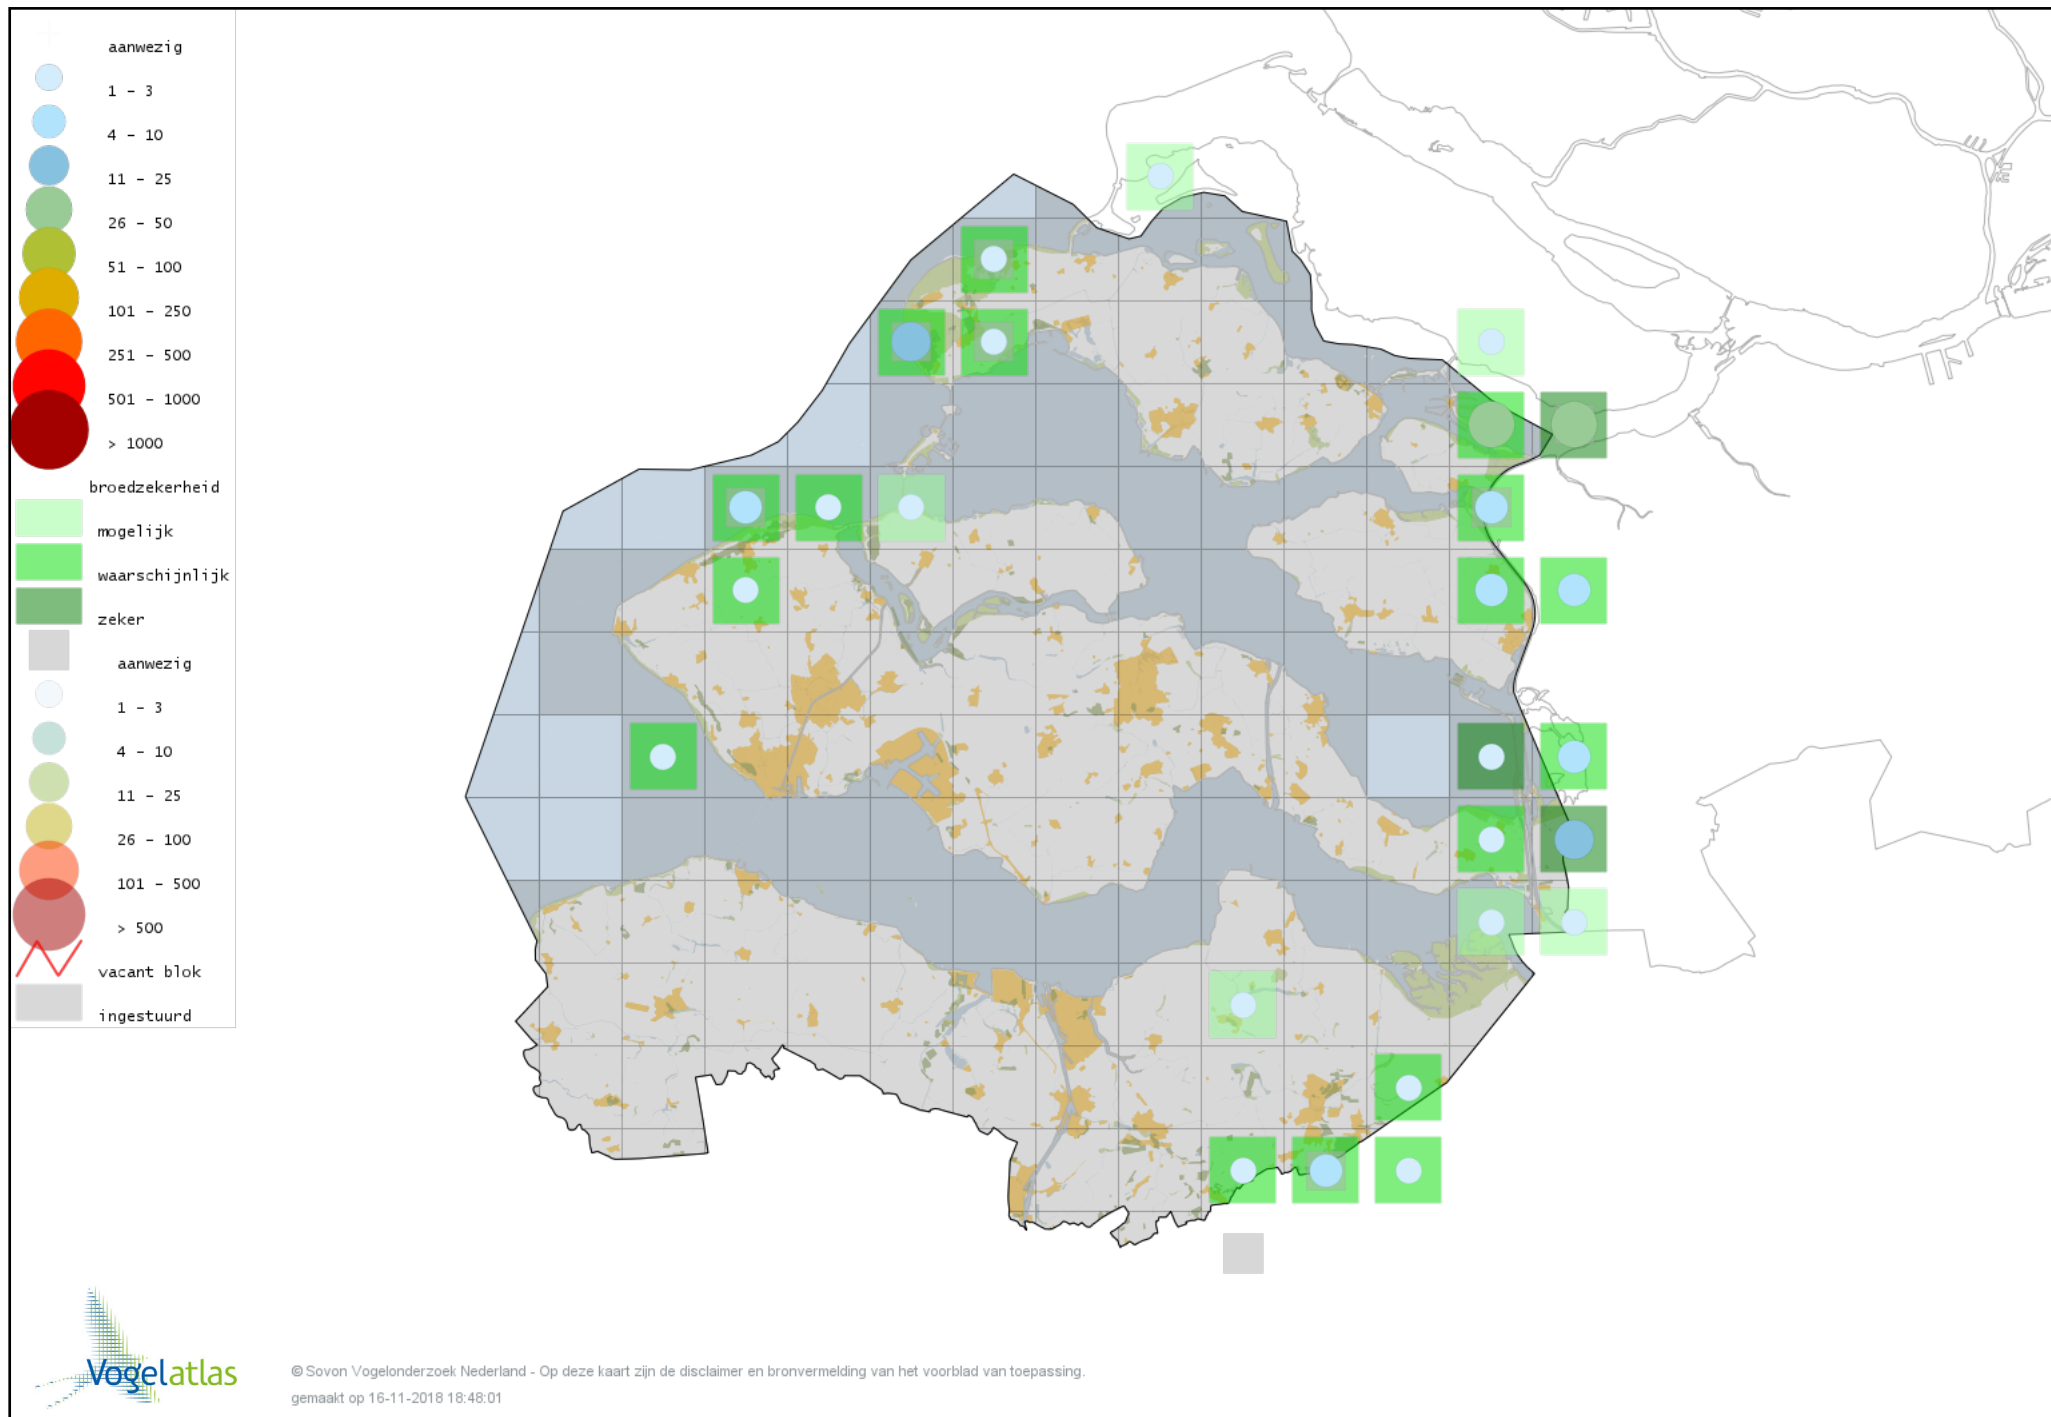 aanwezig
1 - 3
4 - 10
11 - 25
26 - 50
51 - 100
101 - 250
251 - 500
501 - 1000
> 1000
broedzekerheid
mogelijk
waarschijnlijk
zeker
aanwezig
1 - 3
4 - 10
11 - 25
26 - 100
101 - 500
> 500
vacant blok
ingestuurd
Vogelatlas
© Sovon Vogelonderzoek Nederland - Op deze kaart zijn de disclaimer en bronvermelding van het voorblad van toepassing.
gemaakt op 16-11-2018 18:48:01